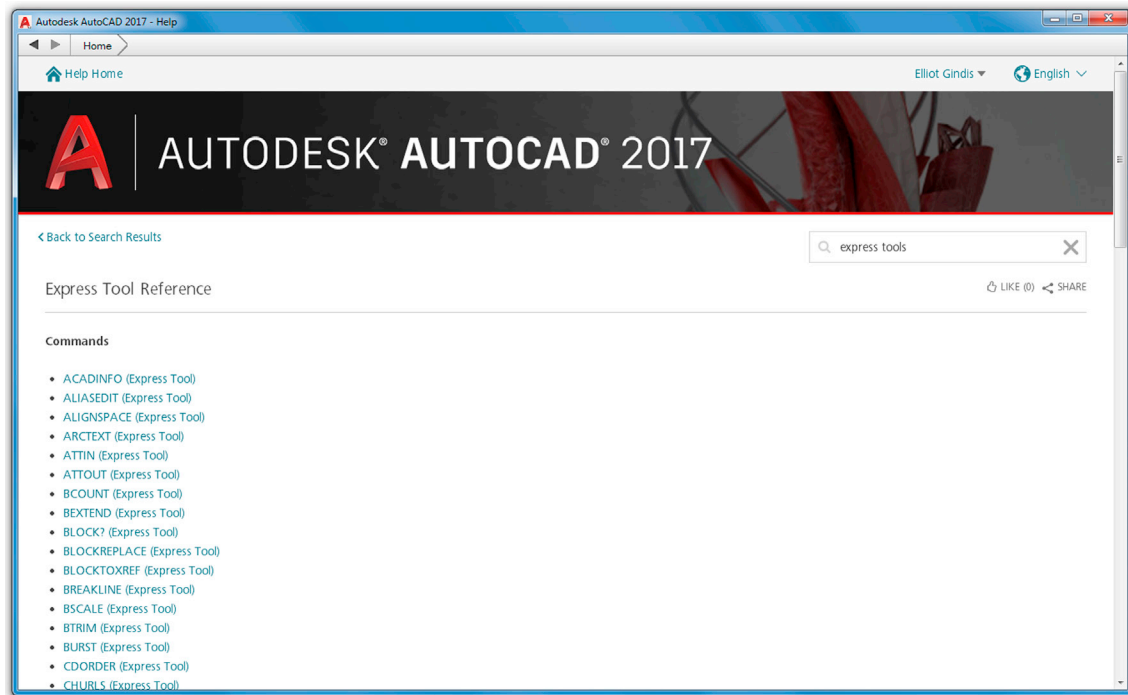 Autodesk AutoCAD 2017 - Help
Home
Help Home
Elliot Gindis
English
AUTODESK® AUTOCAD® 2017
Back to Search Results
express tools
Express Tool Reference
LIKE (0) SHARE
Commands
• ACADINFO (Express Tool)
• ALIASEDIT (Express Tool)
• ALIGNSPACE (Express Tool)
• ARCTEXT (Express Tool)
• ATTIN (Express Tool)
• ATTOUT (Express Tool)
• BCOUNT (Express Tool)
• BEXTEND (Express Tool)
• BLOCK? (Express Tool)
• BLOCKREPLACE (Express Tool)
• BLOCKTOXREF (Express Tool)
• BREAKLINE (Express Tool)
• BSCALE (Express Tool)
• BTRIM (Express Tool)
• BURST (Express Tool)
• CDORDER (Express Tool)
• CHURLS (Express Tool)